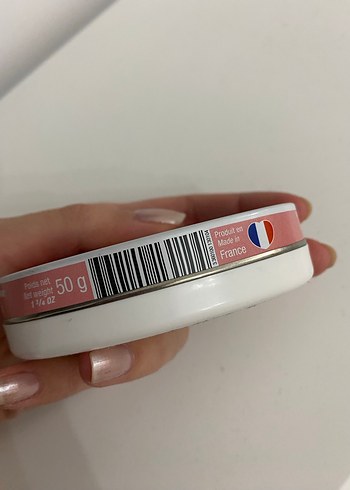 Poids net
Net weight
1 3/4 oz
50 g
Produit en
Made in
France